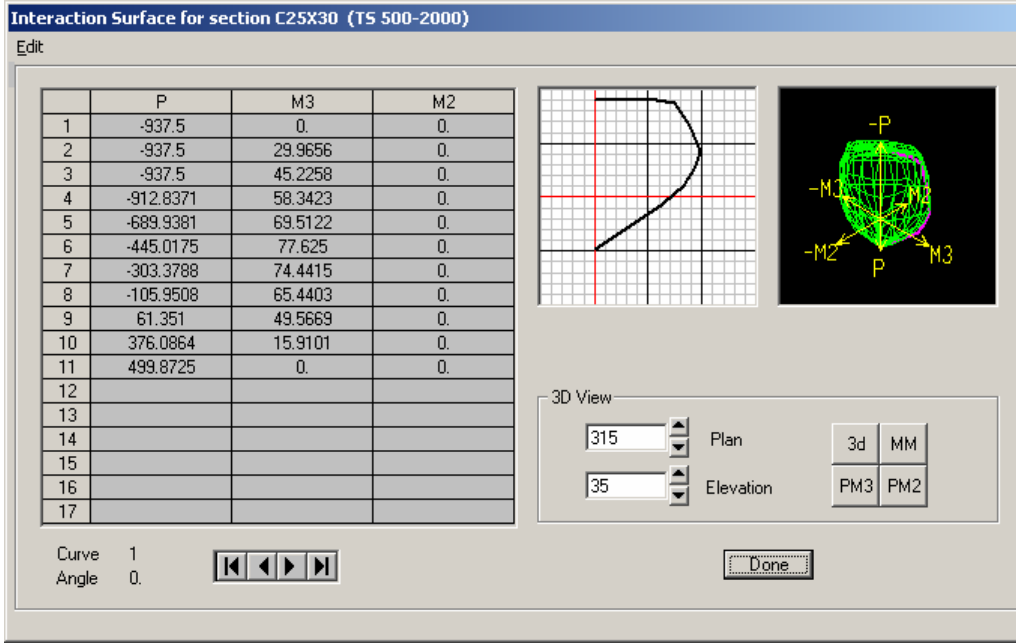 Interaction Surface for section C25X30 (TS 500-2000)
Edit
P M3 M2
1 -937.5 0. 0.
2 -937.5 29.9656 0.
3 -937.5 45.2258 0.
4 -912.8371 58.3423 0.
5 -689.9381 69.5122 0.
6 -445.0175 77.625 0.
7 -303.3788 74.4415 0.
8 -105.9508 65.4403 0.
9 61.351 49.5669 0.
10 376.0864 15.9101 0.
11 499.8725 0. 0.
12
13
14
15
16
17
Curve 1
Angle 0.
-P
-M3 M2
-M2 P M3
3D View
315 Plan
35 Elevation
3d MM
PM3 PM2
Done